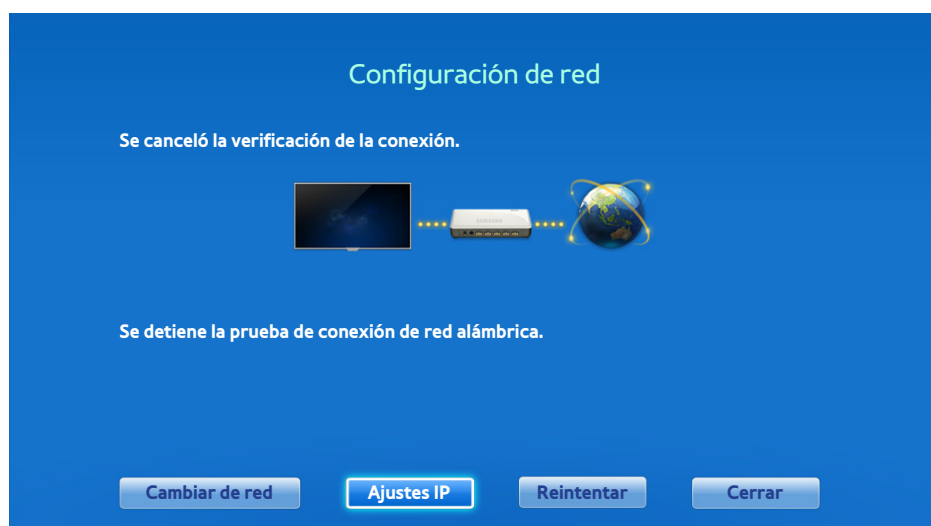 Configuración de red
Se canceló la verificación de la conexión.
SAMSUNG
Se detiene la prueba de conexión de red alámbrica.
Cambiar de red
Ajustes IP
Reintentar
Cerrar